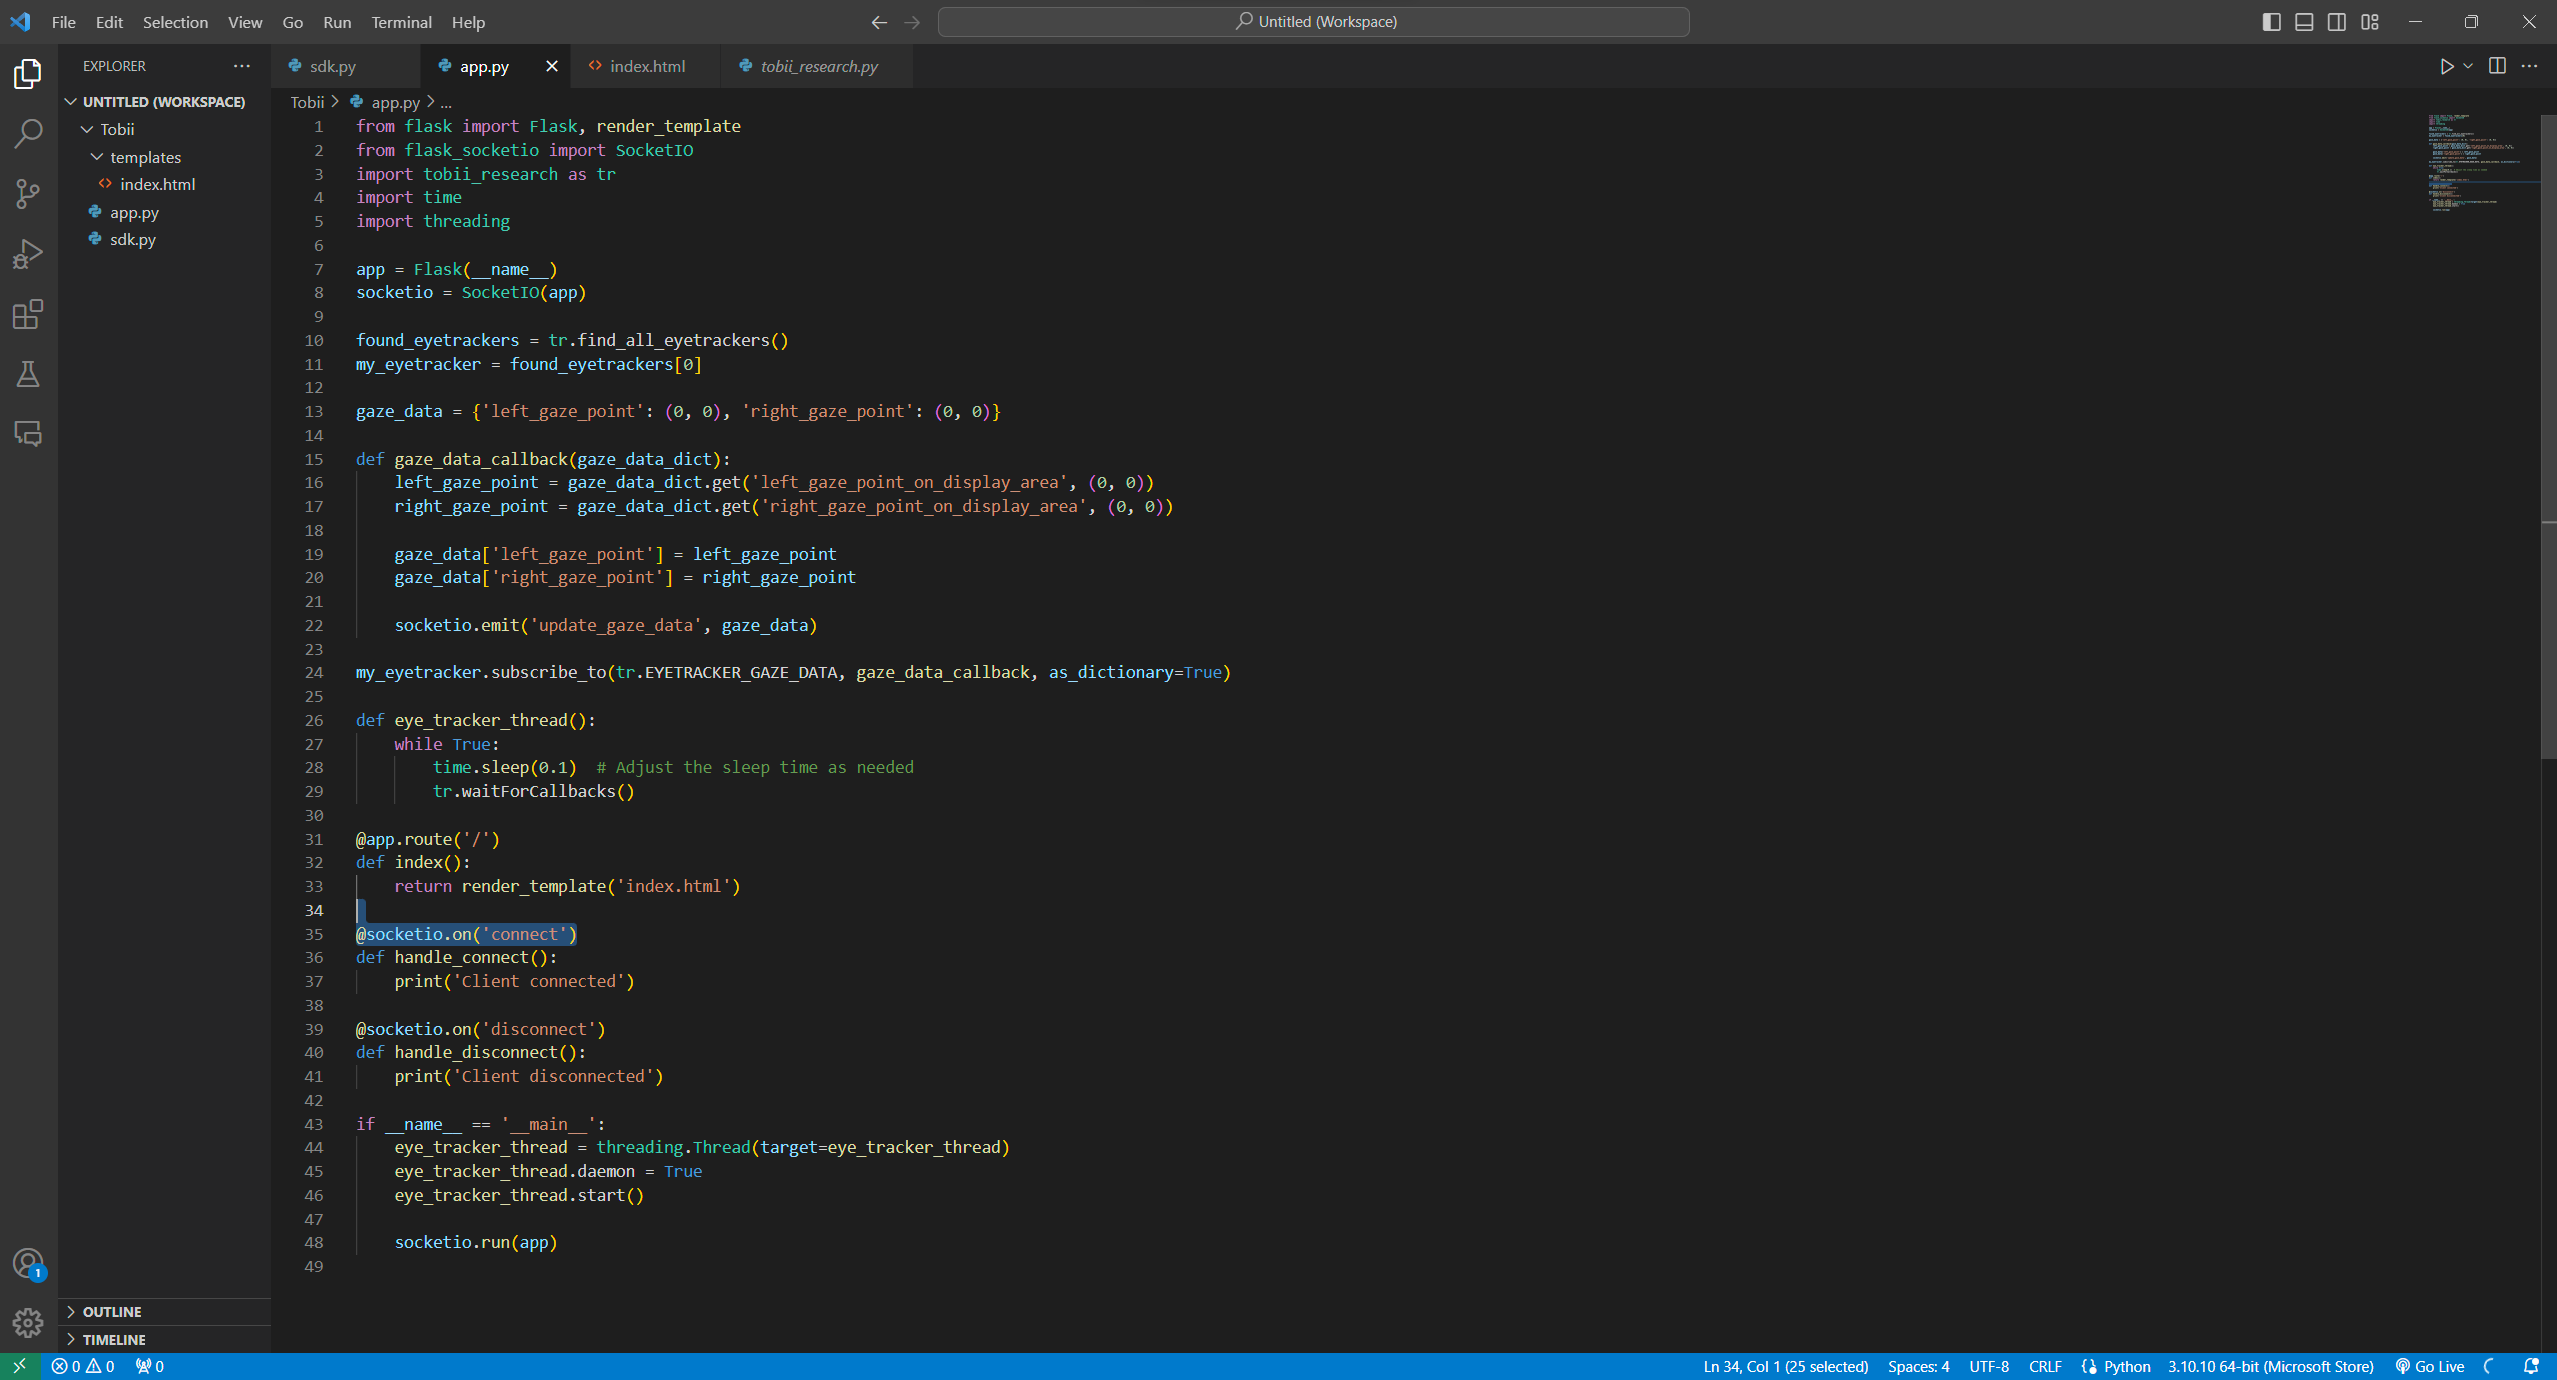 File Edit Selection View Go Run Terminal Help
Untitled (Workspace)
EXPLORER
sdk.py
app.py
index.html
tobii_research.py
UNTITLED (WORKSPACE)
Tobii
templates
index.html
app.py
sdk.py
OUTLINE
TIMELINE
Tobii > app.py > ...
1 from flask import Flask, render_template
2 from flask_socketio import SocketIO
3 import tobii_research as tr
4 import time
5 import threading
6
7 app = Flask(__name__)
8 socketio = SocketIO(app)
9
10 found_eyetrackers = tr.find_all_eyetrackers()
11 my_eyetracker = found_eyetrackers[0]
12
13 gaze_data = {'left_gaze_point': (0, 0), 'right_gaze_point': (0, 0)}
14
15 def gaze_data_callback(gaze_data_dict):
16     left_gaze_point = gaze_data_dict.get('left_gaze_point_on_display_area', (0, 0))
17     right_gaze_point = gaze_data_dict.get('right_gaze_point_on_display_area', (0, 0))
18
19     gaze_data['left_gaze_point'] = left_gaze_point
20     gaze_data['right_gaze_point'] = right_gaze_point
21
22     socketio.emit('update_gaze_data', gaze_data)
23
24 my_eyetracker.subscribe_to(tr.EYETRACKER_GAZE_DATA, gaze_data_callback, as_dictionary=True)
25
26 def eye_tracker_thread():
27     while True:
28         time.sleep(0.1)  # Adjust the sleep time as needed
29         tr.waitForCallbacks()
30
31 @app.route('/')
32 def index():
33     return render_template('index.html')
34
35 @socketio.on('connect')
36 def handle_connect():
37     print('Client connected')
38
39 @socketio.on('disconnect')
40 def handle_disconnect():
41     print('Client disconnected')
42
43 if __name__ == '__main__':
44     eye_tracker_thread = threading.Thread(target=eye_tracker_thread)
45     eye_tracker_thread.daemon = True
46     eye_tracker_thread.start()
47
48     socketio.run(app)
49
1
0 0 0
Ln 34, Col 1 (25 selected) Spaces: 4 UTF-8 CRLF Python 3.10.10 64-bit (Microsoft Store) Go Live